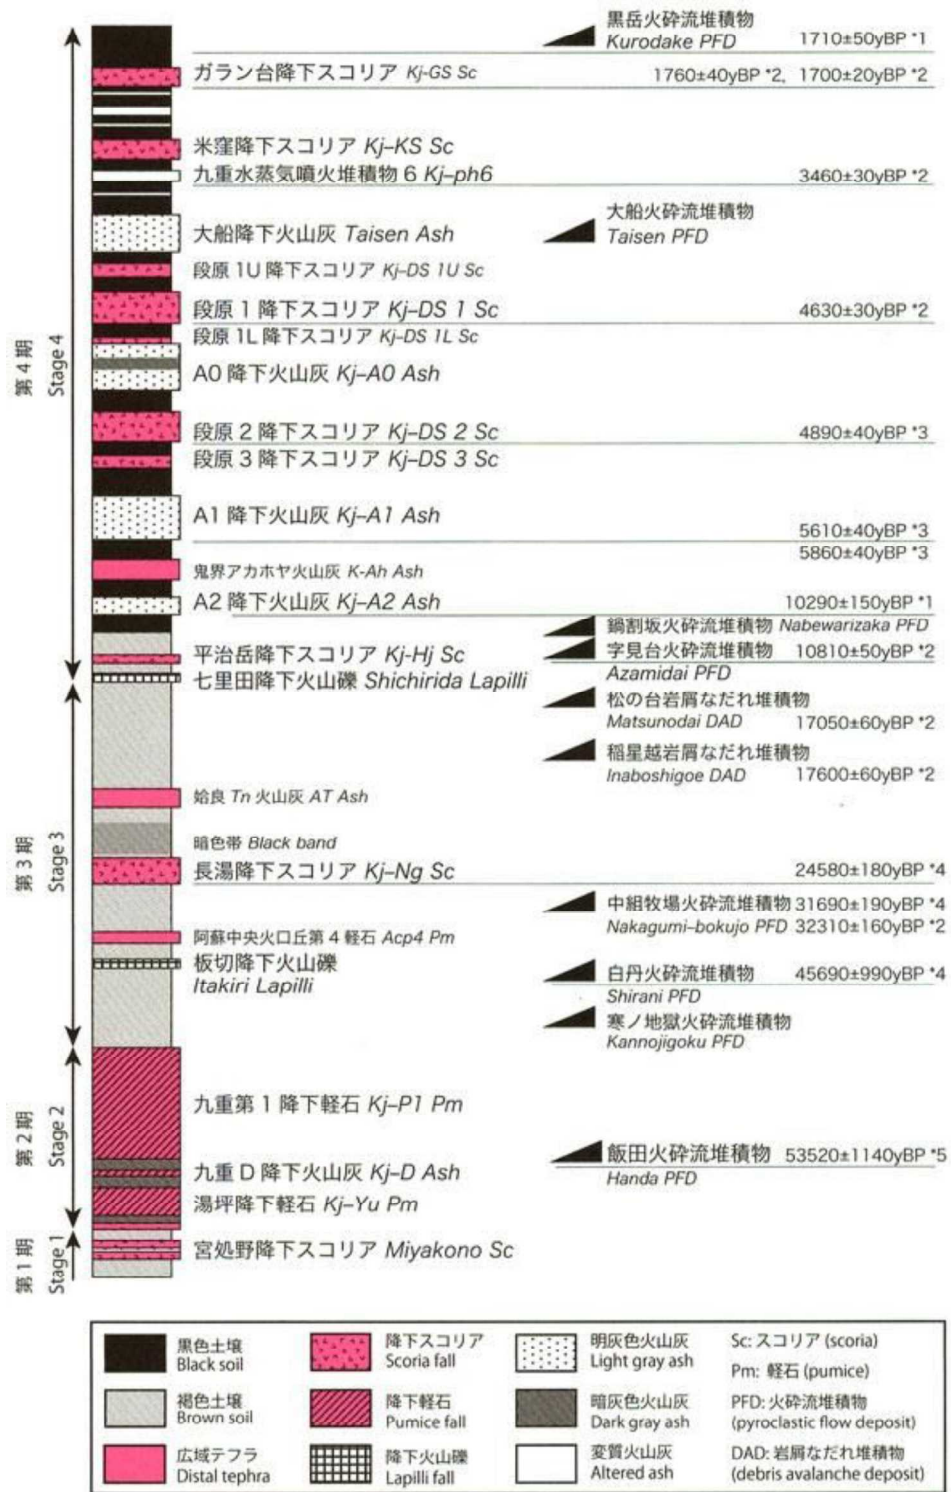 黒岳火砕流堆積物
Kurodake PFD 1710±50yBP *1
ガラン台降下スコリア Kj-GS Sc 1760±40yBP *2, 1700±20yBP *2
米窪降下スコリア Kj–KS Sc
九重水蒸気噴火堆積物 6 Kj–ph6 3460±30yBP *2
大船火砕流堆積物
大船降下火山灰 Taisen Ash Taisen PFD
段原 1U 降下スコリア Kj–DS 1U Sc
段原 1 降下スコリア Kj–DS 1 Sc 4630±30yBP *2
段原 1L 降下スコリア Kj–DS 1L Sc
A0 降下火山灰 Kj–A0 Ash
第4期
Stage 4
段原 2 降下スコリア Kj–DS 2 Sc 4890±40yBP *3
段原 3 降下スコリア Kj–DS 3 Sc
A1 降下火山灰 Kj–A1 Ash
5610±40yBP *3
5860±40yBP *3
鬼界アカホヤ火山灰 K-Ah Ash
A2 降下火山灰 Kj–A2 Ash 10290±150yBP *1
鍋割坂火砕流堆積物 Nabewarizaka PFD
平治岳降下スコリア Kj–Hj Sc 字見台火砕流堆積物 10810±50yBP *2
Azamidai PFD
七里田降下火山礫 Shichirida Lapilli
松の台岩屑なだれ堆積物
Matsunodai DAD 17050±60yBP *2
稲星越岩屑なだれ堆積物
Inaboshigoe DAD 17600±60yBP *2
姶良 Tn 火山灰 AT Ash
暗色帯 Black band
第3期
Stage 3
長湯降下スコリア Kj–Ng Sc 24580±180yBP *4
中組牧場火砕流堆積物 31690±190yBP *4
Nakagumi–bokujo PFD 32310±160yBP *2
阿蘇中央火口丘第 4 軽石 Acp4 Pm
板切降下火山礫
Itakiri Lapilli
白丹火砕流堆積物 45690±990yBP *4
Shirani PFD
寒ノ地獄火砕流堆積物
Kannojigoku PFD
九重第 1 降下軽石 Kj–P1 Pm
第2期
Stage 2
飯田火砕流堆積物 53520±1140yBP *5
Handa PFD
九重 D 降下火山灰 Kj–D Ash
湯坪降下軽石 Kj–Yu Pm
第1期
Stage 1
宮処野降下スコリア Miyakono Sc
黒色土壌
Black soil
降下スコリア
Scoria fall
明灰色火山灰
Light gray ash
Sc: スコリア (scoria)
Pm: 軽石 (pumice)
褐色土壌
Brown soil
降下軽石
Pumice fall
暗灰色火山灰
Dark gray ash
PFD: 火砕流堆積物
(pyroclastic flow deposit)
広域テフラ
Distal tephra
降下火山礫
Lapilli fall
変質火山灰
Altered ash
DAD: 岩屑なだれ堆積物
(debris avalanche deposit)